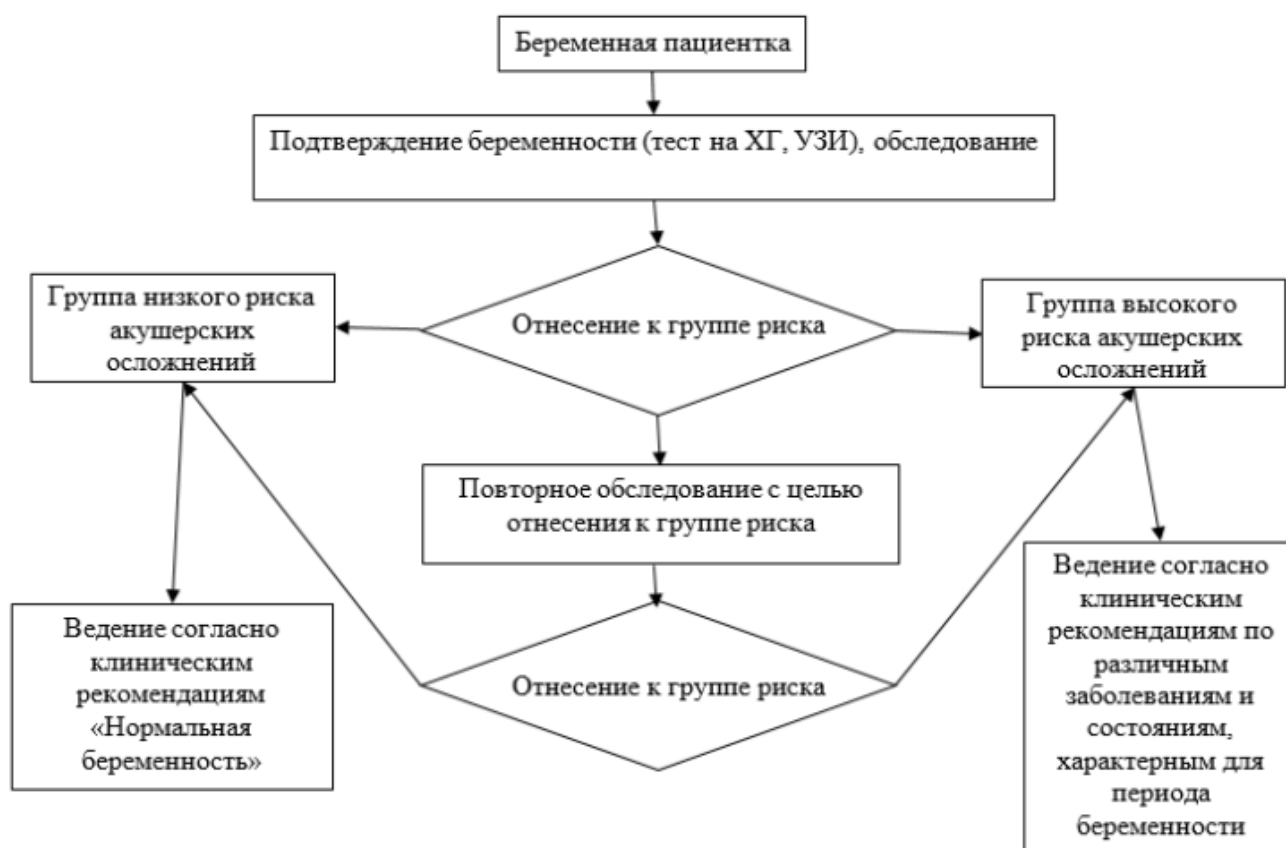 Беременная пациентка
Подтверждение беременности (тест на ХГ, УЗИ), обследование
Группа низкого риска
акушерских
осложнений
Отнесение к группе риска
Группа высокого
риска акушерских
осложнений
Повторное обследование с целью
отнесения к группе риска
Ведение согласно
клиническим
рекомендациям
«Нормальная
беременность»
Отнесение к группе риска
Ведение согласно
клиническим
рекомендациям по
различным
заболеваниям и
состояниям,
характерным для
периода
беременности